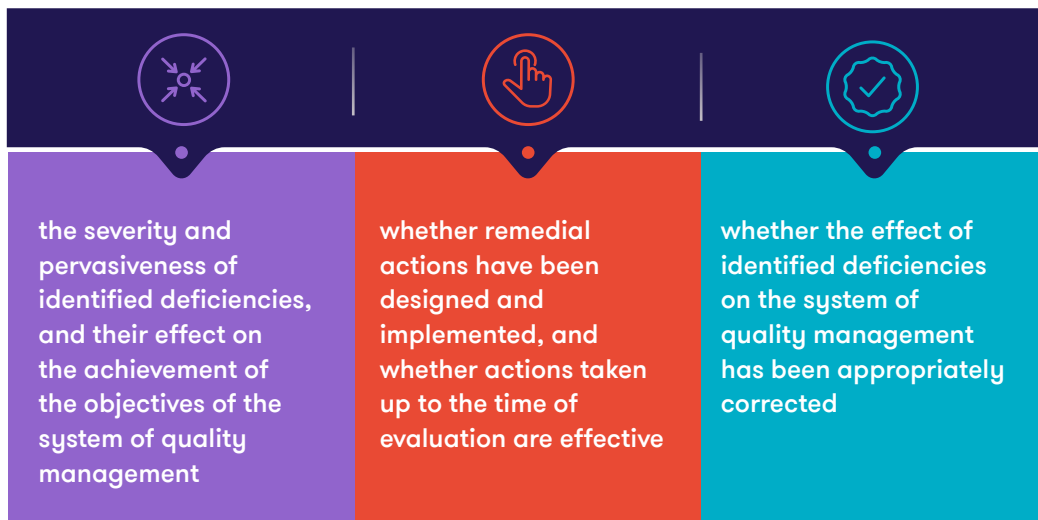 the severity and
pervasiveness of
identified deficiencies,
and their effect on
the achievement of
the objectives of the
system of quality
management
whether remedial
actions have been
designed and
implemented, and
whether actions taken
up to the time of
evaluation are effective
whether the effect of
identified deficiencies
on the system of
quality management
has been appropriately
corrected